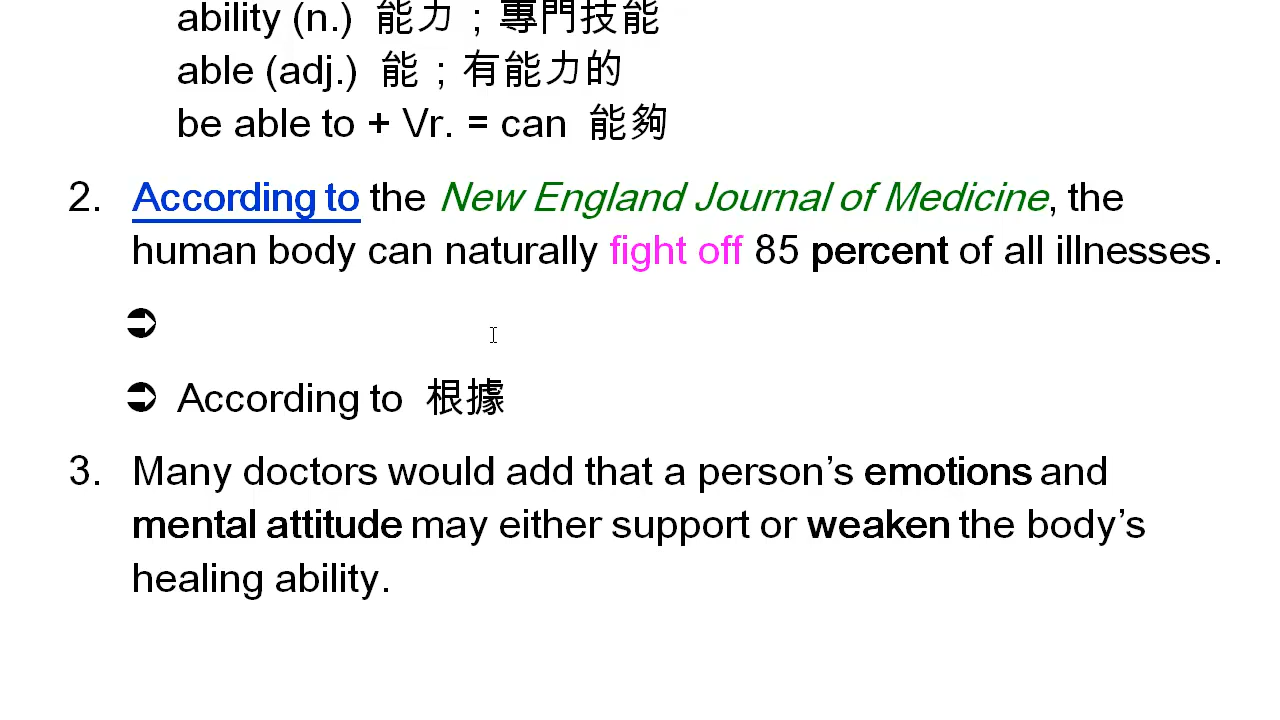 ability (n.) 能力；專門技能
able (adj.) 能；有能力的
be able to + Vr. = can 能夠
2. According to the New England Journal of Medicine, the
human body can naturally fight off 85 percent of all illnesses.
➲
➲ According to 根據
3. Many doctors would add that a person’s emotions and
mental attitude may either support or weaken the body’s
healing ability.